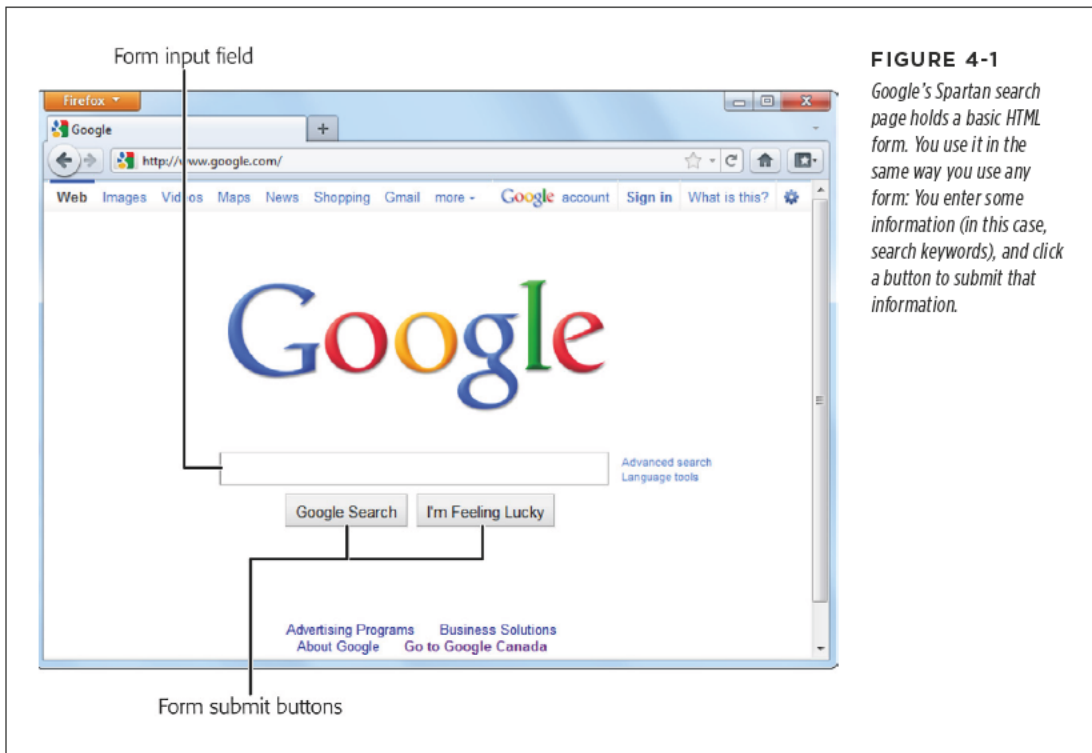 Form input field
Firefox
Google
http://www.google.com/
Web Images Videos Maps News Shopping Gmail more Google account Sign in What is this?
Google
Advanced search
Language tools
Google Search I'm Feeling Lucky
Advertising Programs Business Solutions
About Google Go to Google Canada
Form submit buttons
FIGURE 4-1
Google's Spartan search
page holds a basic HTML
form. You use it in the
same way you use any
form: You enter some
information (in this case,
search keywords), and click
a button to submit that
information.